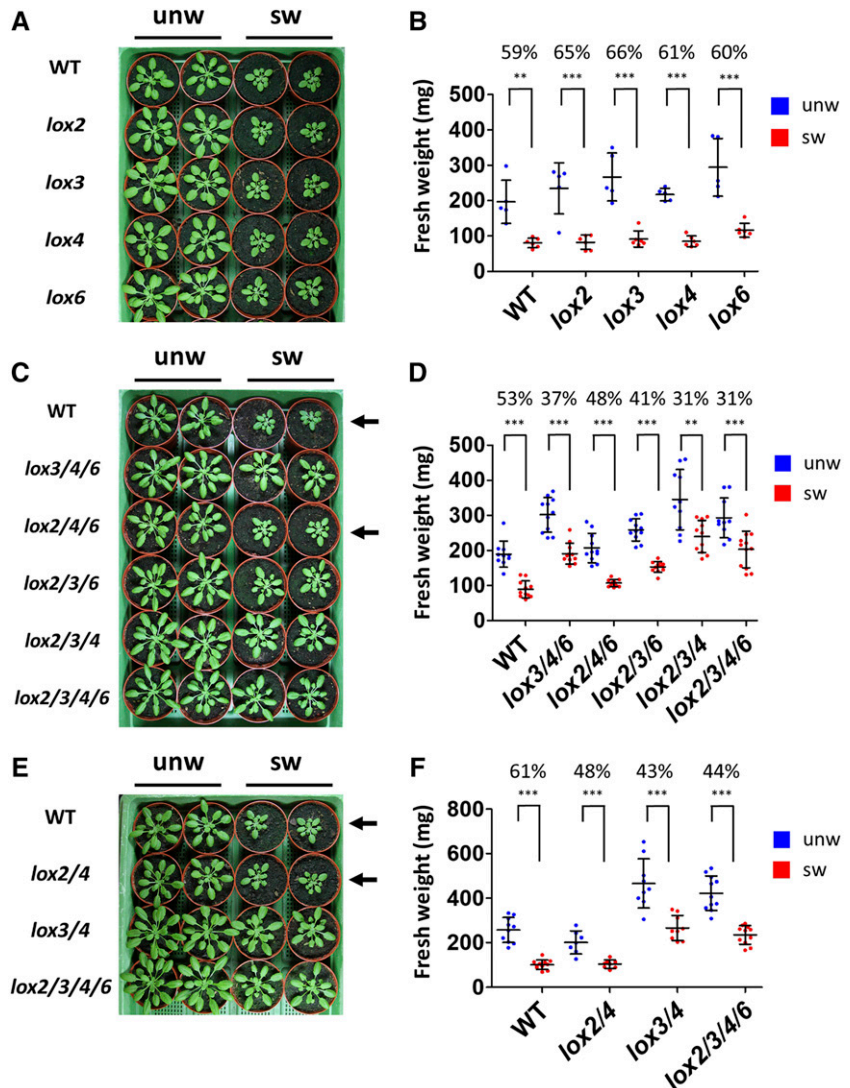 A
unw sw
WT
lox2
lox3
lox4
lox6
B
59% 65% 66% 61% 60%
** *** *** *** ***
Fresh weight (mg)
500
400
300
200
100
0
WT lox2 lox3 lox4 lox6
unw
sw
C
unw sw
WT
lox3/4/6
lox2/4/6
lox2/3/6
lox2/3/4
lox2/3/4/6
D
53% 37% 48% 41% 31% 31%
*** *** *** *** ** ***
Fresh weight (mg)
500
400
300
200
100
0
WT lox3/4/6 lox2/4/6 lox2/3/6 lox2/3/4 lox2/3/4/6
unw
sw
E
unw sw
WT
lox2/4
lox3/4
lox2/3/4/6
F
61% 48% 43% 44%
*** *** *** ***
Fresh weight (mg)
800
600
400
200
0
WT lox2/4 lox3/4 lox2/3/4/6
unw
sw